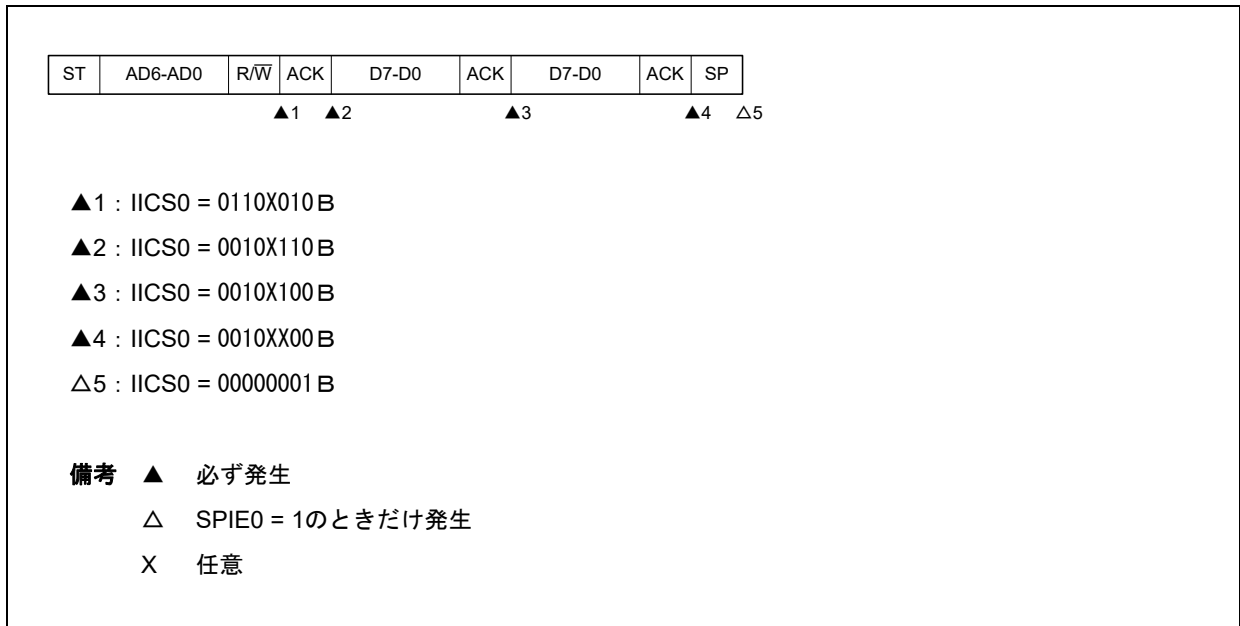 ST AD6-AD0 R/W̅ ACK D7-D0 ACK D7-D0 ACK SP
▲1 ▲2 ▲3 ▲4 △5
▲1：IICS0 = 0110X010B
▲2：IICS0 = 0010X110B
▲3：IICS0 = 0010X100B
▲4：IICS0 = 0010XX00B
△5：IICS0 = 00000001B
備考 ▲ 必ず発生
△ SPIE0 = 1のときだけ発生
X 任意